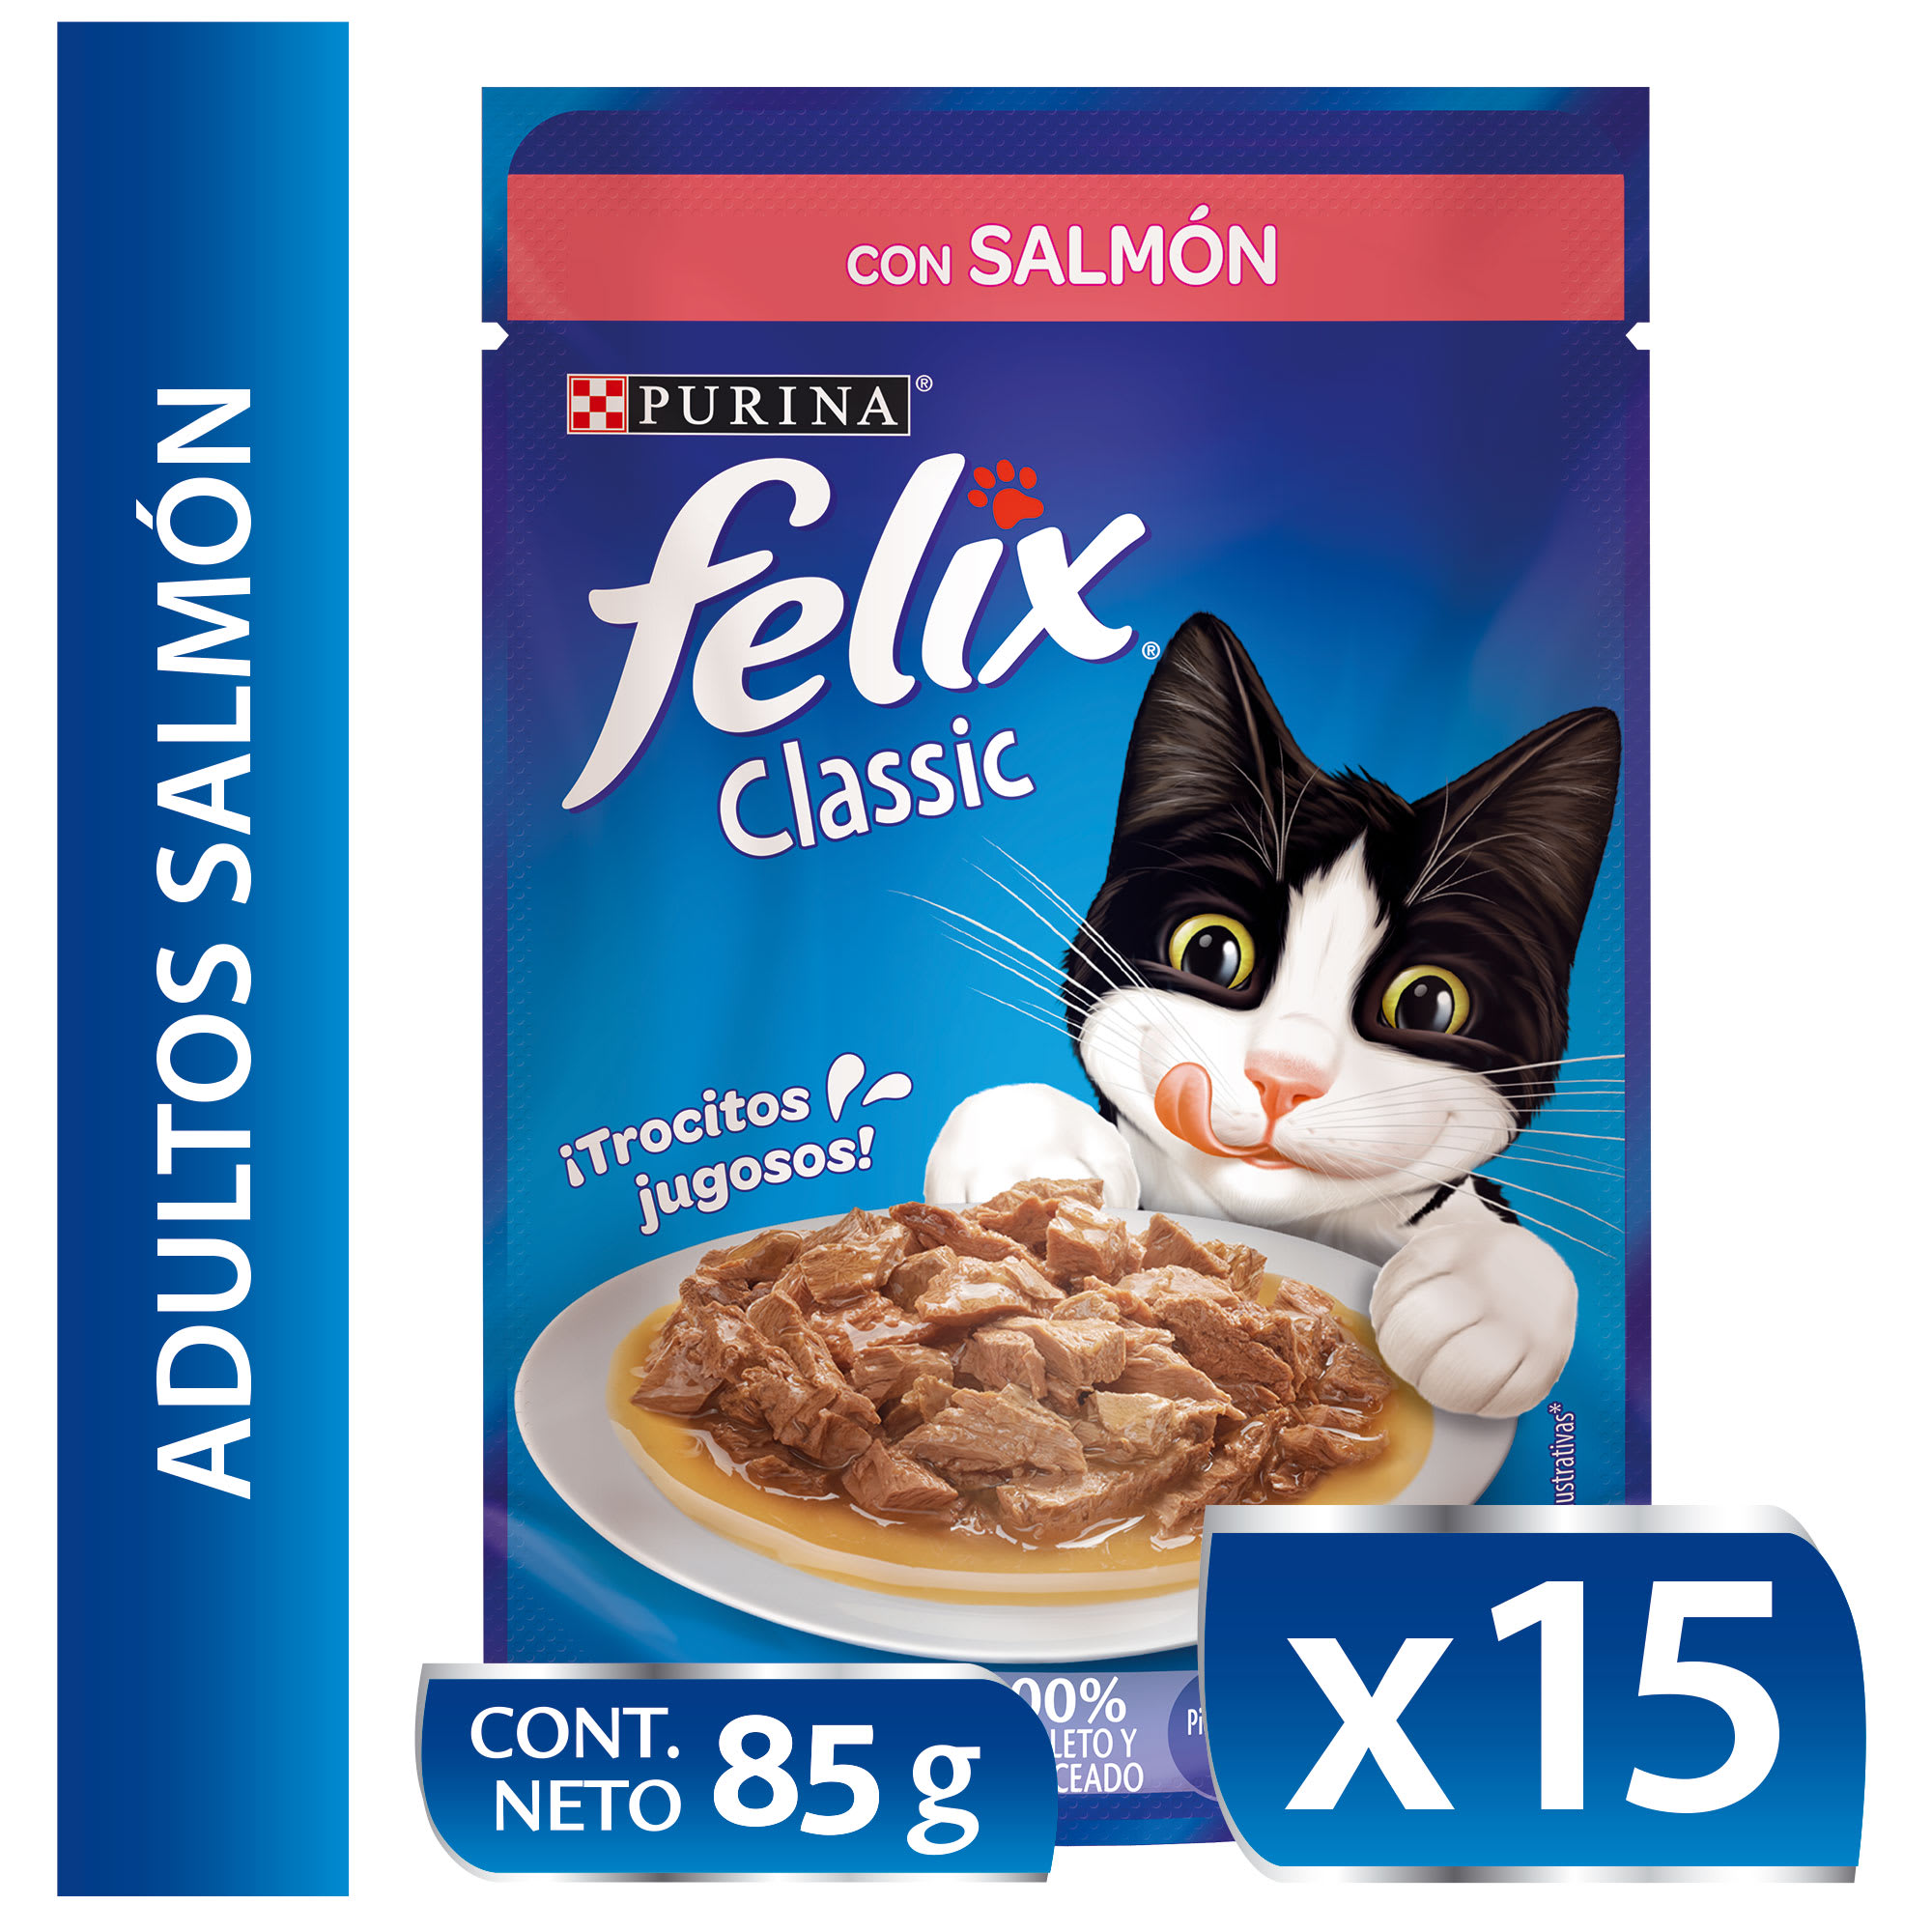 ADULTOS SALMÓN
CON SALMÓN
PURINA®
felix®
Classic
¡Trocitos
jugosos!
CONT.
NETO 85 g
x15